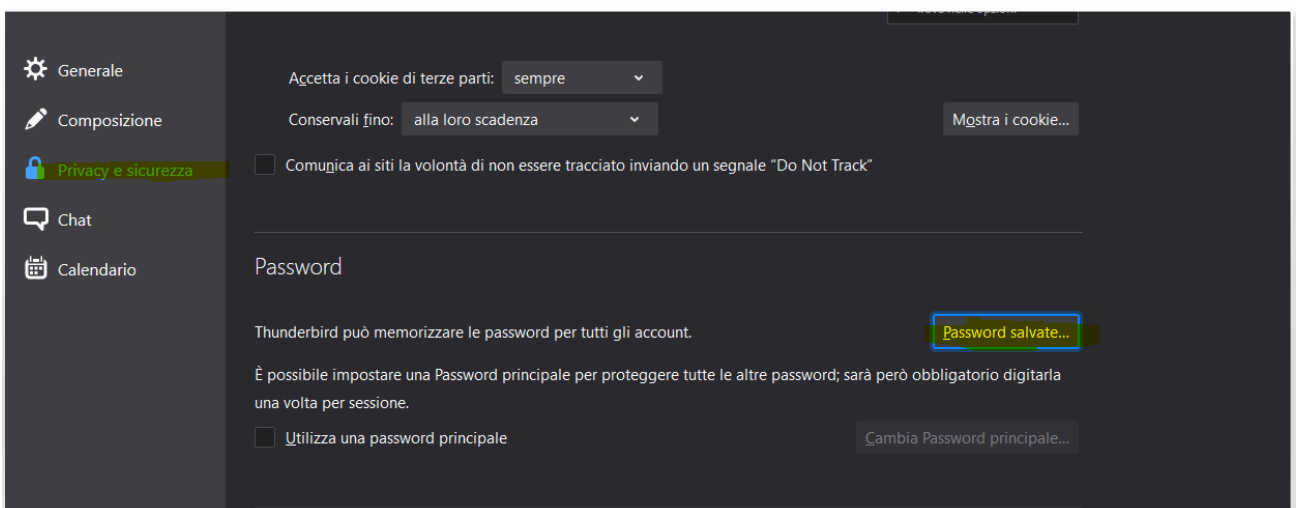 Generale
Composizione
Privacy e sicurezza
Chat
Calendario
Accetta i cookie di terze parti: sempre
Conservali fino: alla loro scadenza Mostra i cookie...
Comunica ai siti la volontà di non essere tracciato inviando un segnale “Do Not Track”
Password
Thunderbird può memorizzare le password per tutti gli account. Password salvate...
È possibile impostare una Password principale per proteggere tutte le altre password; sarà però obbligatorio digitarla
una volta per sessione.
Utilizza una password principale Cambia Password principale...